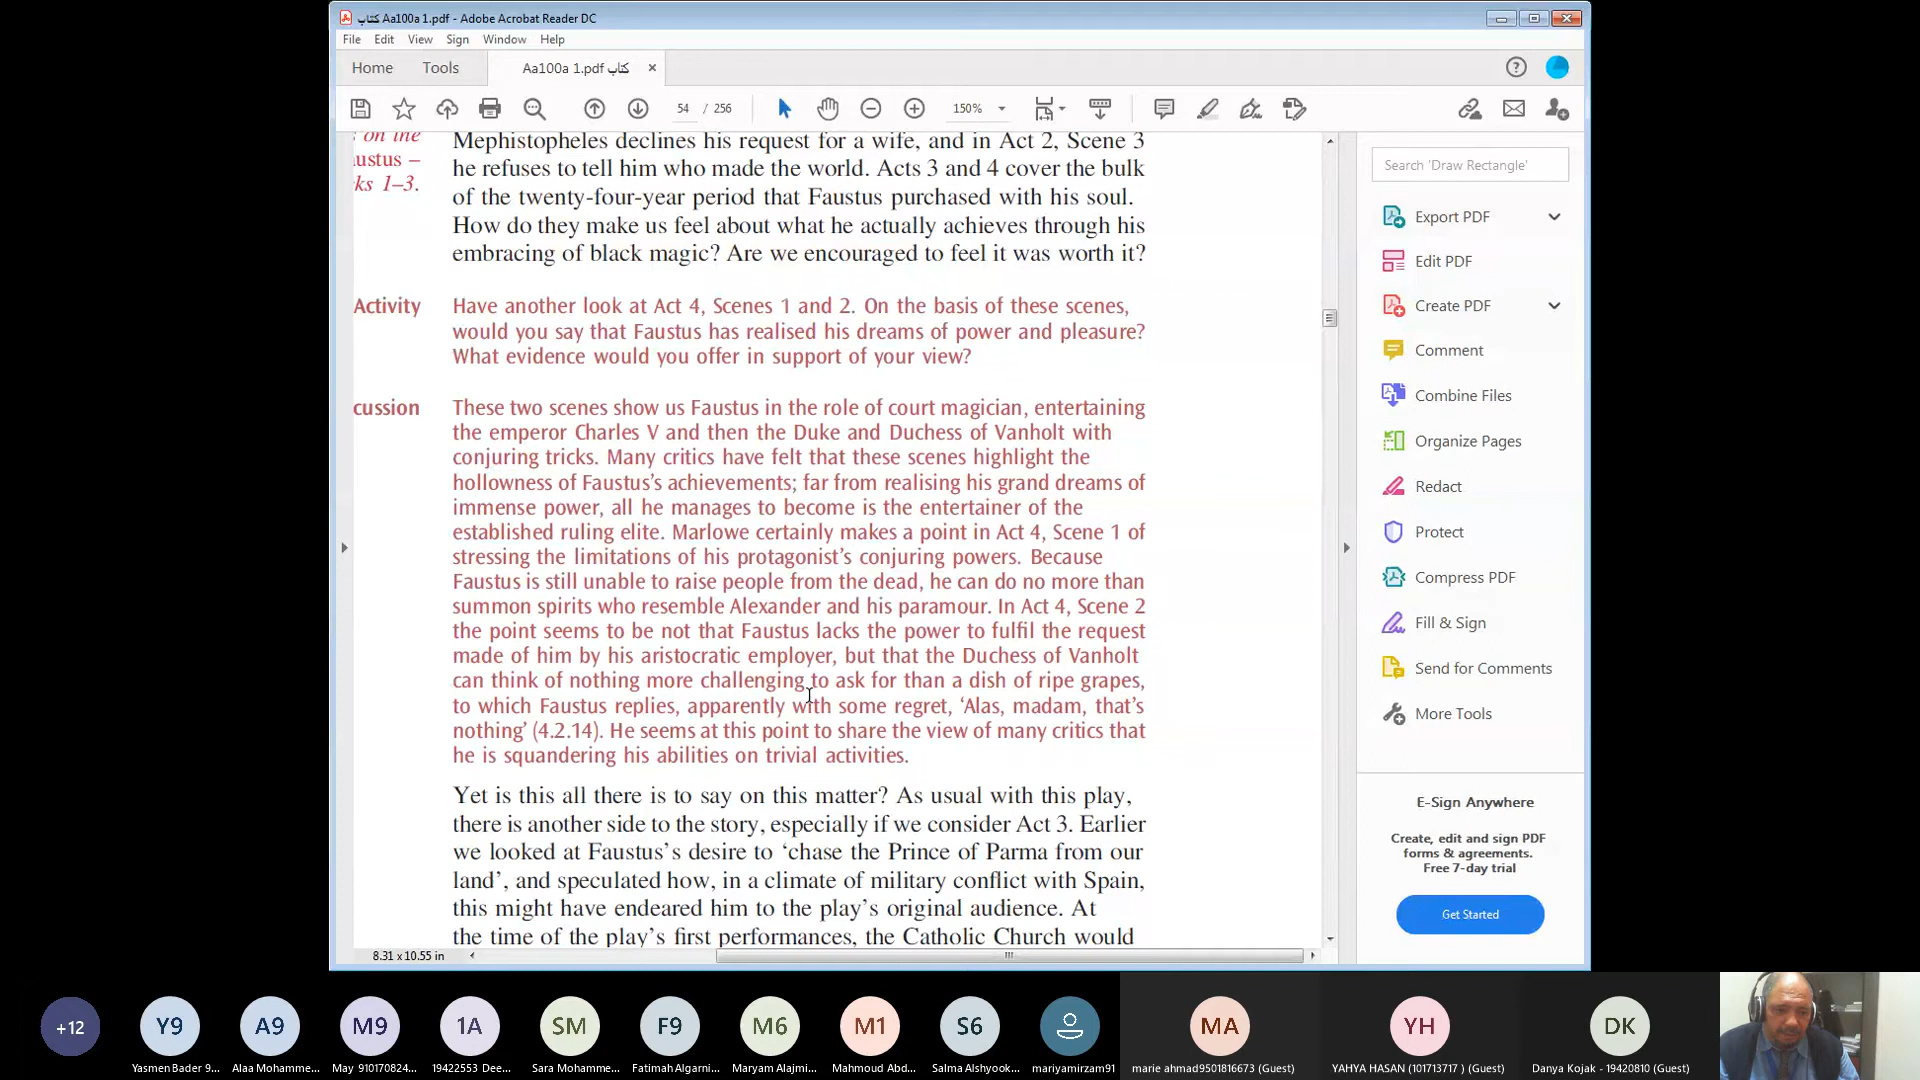 كتاب Aa100a 1.pdf - Adobe Acrobat Reader DC
File Edit View Sign Window Help
Home Tools Aa100a 1.pdf كتاب
54 / 256 150%
on the
austus –
ks 1–3.
Mephistopheles declines his request for a wife, and in Act 2, Scene 3
he refuses to tell him who made the world. Acts 3 and 4 cover the bulk
of the twenty-four-year period that Faustus purchased with his soul.
How do they make us feel about what he actually achieves through his
embracing of black magic? Are we encouraged to feel it was worth it?
Activity
Have another look at Act 4, Scenes 1 and 2. On the basis of these scenes,
would you say that Faustus has realised his dreams of power and pleasure?
What evidence would you offer in support of your view?
cussion
These two scenes show us Faustus in the role of court magician, entertaining
the emperor Charles V and then the Duke and Duchess of Vanholt with
conjuring tricks. Many critics have felt that these scenes highlight the
hollowness of Faustus's achievements; far from realising his grand dreams of
immense power, all he manages to become is the entertainer of the
established ruling elite. Marlowe certainly makes a point in Act 4, Scene 1 of
stressing the limitations of his protagonist's conjuring powers. Because
Faustus is still unable to raise people from the dead, he can do no more than
summon spirits who resemble Alexander and his paramour. In Act 4, Scene 2
the point seems to be not that Faustus lacks the power to fulfil the request
made of him by his aristocratic employer, but that the Duchess of Vanholt
can think of nothing more challenging to ask for than a dish of ripe grapes,
to which Faustus replies, apparently with some regret, 'Alas, madam, that's
nothing' (4.2.14). He seems at this point to share the view of many critics that
he is squandering his abilities on trivial activities.
Yet is this all there is to say on this matter? As usual with this play,
there is another side to the story, especially if we consider Act 3. Earlier
we looked at Faustus's desire to 'chase the Prince of Parma from our
land', and speculated how, in a climate of military conflict with Spain,
this might have endeared him to the play's original audience. At
the time of the play's first performances, the Catholic Church would
8.31 x 10.55 in
Search 'Draw Rectangle'
Export PDF
Edit PDF
Create PDF
Comment
Combine Files
Organize Pages
Redact
Protect
Compress PDF
Fill & Sign
Send for Comments
More Tools
E-Sign Anywhere
Create, edit and sign PDF
forms & agreements.
Free 7-day trial
Get Started
+12 Y9 A9 M9 1A SM F9 M6 M1 S6 MA YH DK
Yasmen Bader 9... Alaa Mohamme... May 910170824... 19422553 Dee... Sara Mohamme... Fatimah Algarni... Maryam Alajmi... Mahmoud Abd... Salma Alshyook... mariyamirzam91 marie ahmad9501816673 (Guest) YAHYA HASAN (101713717 ) (Guest) Danya Kojak - 19420810 (Guest)